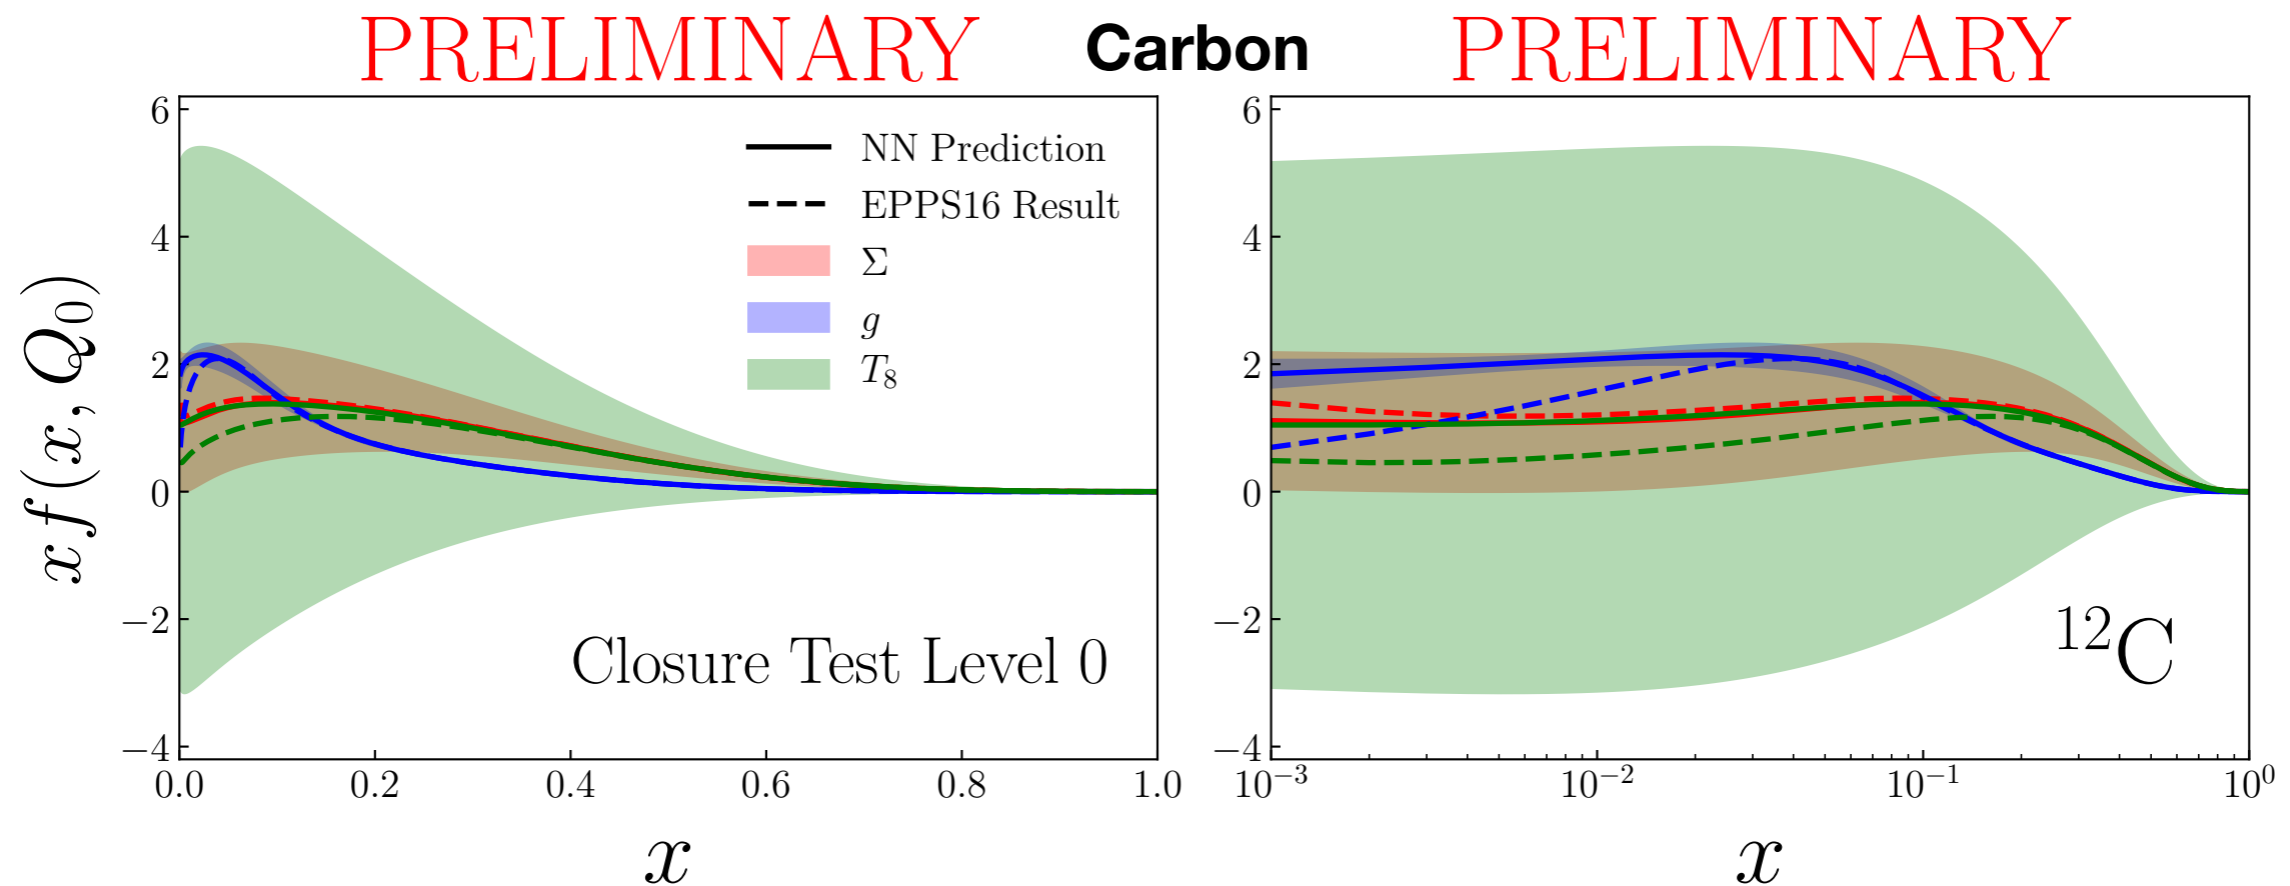 PRELIMINARY Carbon PRELIMINARY
6
4
2
0
−2
−4
x f(x, Q₀)
NN Prediction
EPPS16 Result
Σ
g
T₈
Closure Test Level 0
0.0 0.2 0.4 0.6 0.8 1.0
x
6
4
2
0
−2
−4
¹²C
10⁻³ 10⁻² 10⁻¹ 10⁰
x